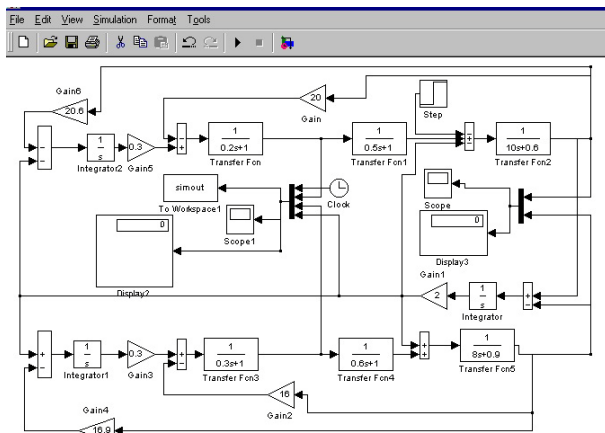 File Edit View Simulation Format Tools
Gain6
20.6
20
Gain
Step
1
s
Integrator2
0.3
Gain5
1
0.2s+1
Transfer Fcn
1
0.5s+1
Transfer Fcn1
1
10s+0.6
Transfer Fcn2
simout
To Workspace1
Scope1
Clock
0
Display2
Scope
0
Display3
Gain1
2
1
s
Integrator
1
s
Integrator1
0.3
Gain3
1
0.3s+1
Transfer Fcn3
1
0.6s+1
Transfer Fcn4
1
8s+0.9
Transfer Fcn5
16
Gain2
Gain4
16.9